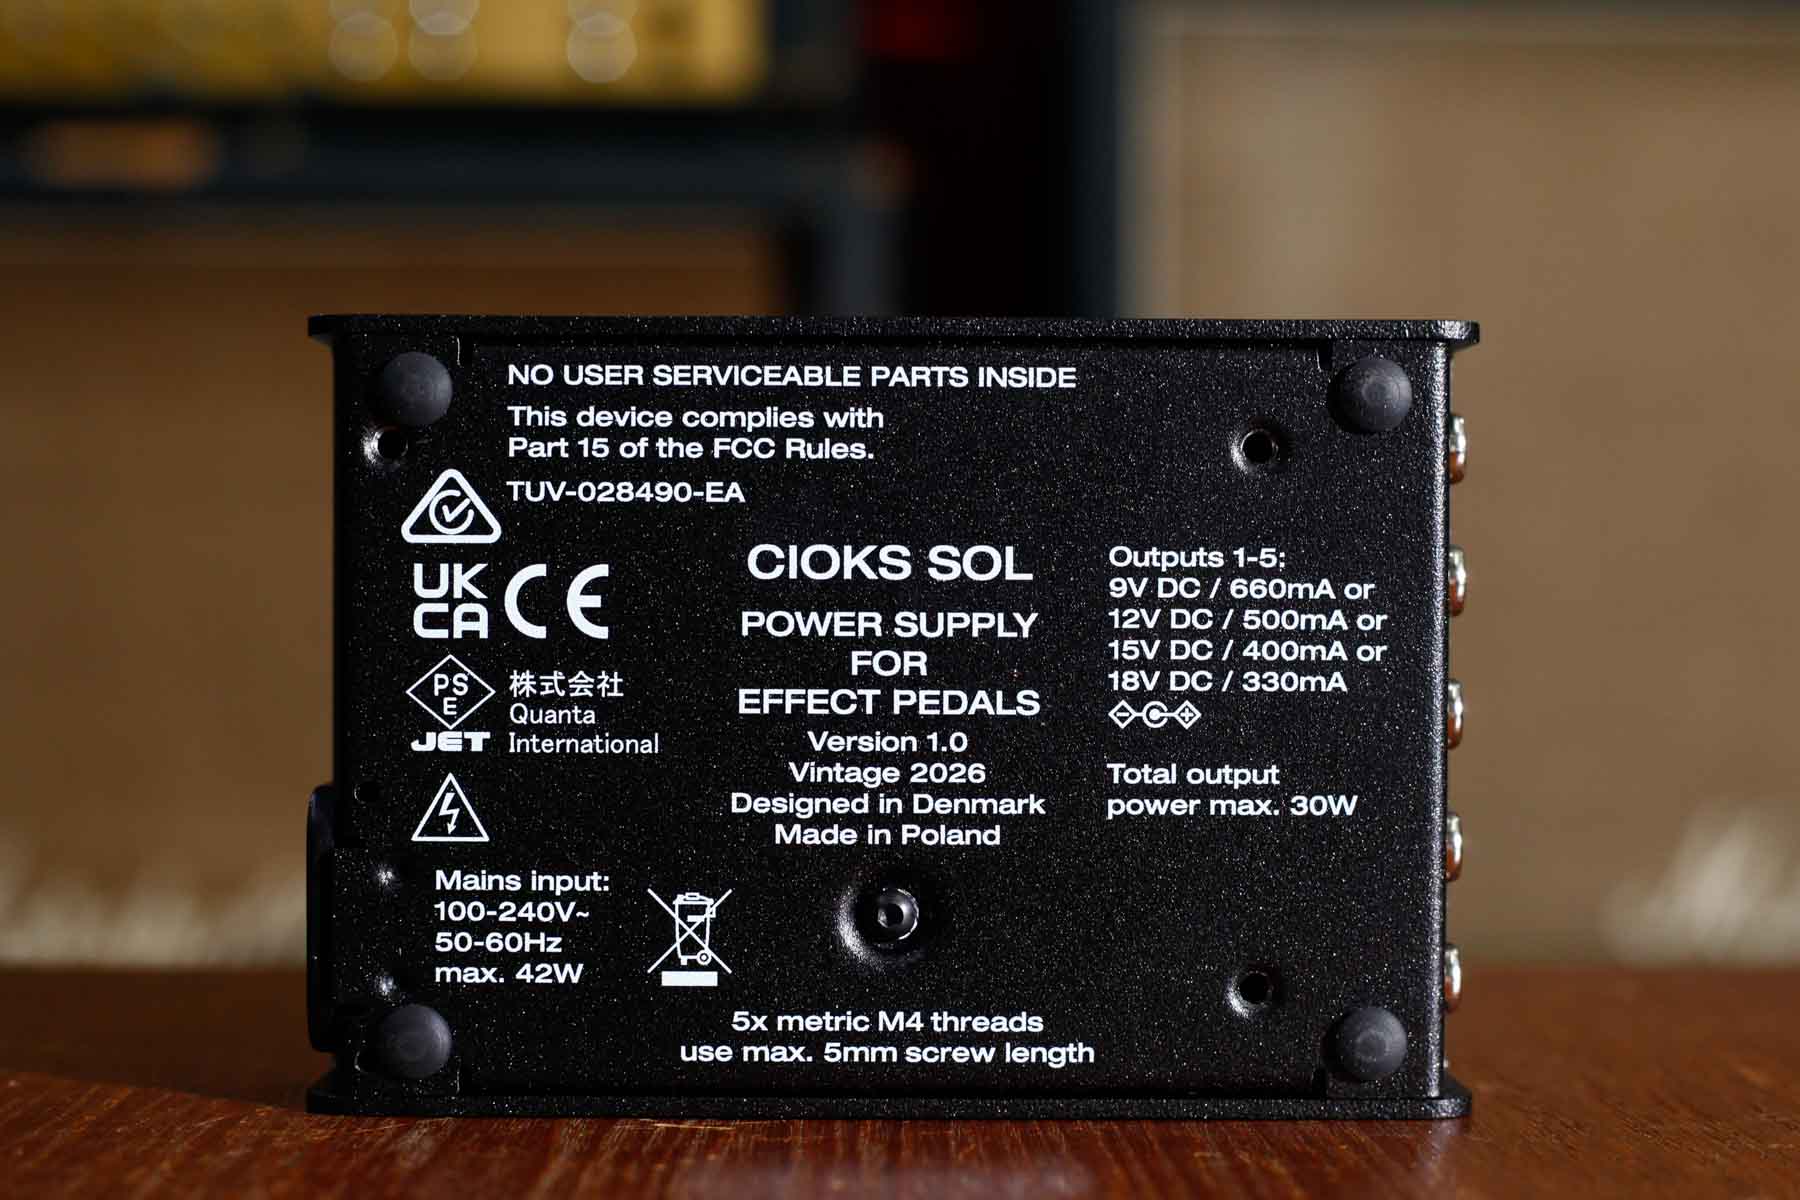 NO USER SERVICEABLE PARTS INSIDE
This device complies with
Part 15 of the FCC Rules.
TUV-028490-EA
UK
CA
CE
PS
E
JET
株式会社
Quanta
International
Mains input:
100-240V~
50-60Hz
max. 42W
CIOKS SOL
POWER SUPPLY
FOR
EFFECT PEDALS
Version 1.0
Vintage 2026
Designed in Denmark
Made in Poland
Outputs 1-5:
9V DC / 660mA or
12V DC / 500mA or
15V DC / 400mA or
18V DC / 330mA
Total output
power max. 30W
5x metric M4 threads
use max. 5mm screw length